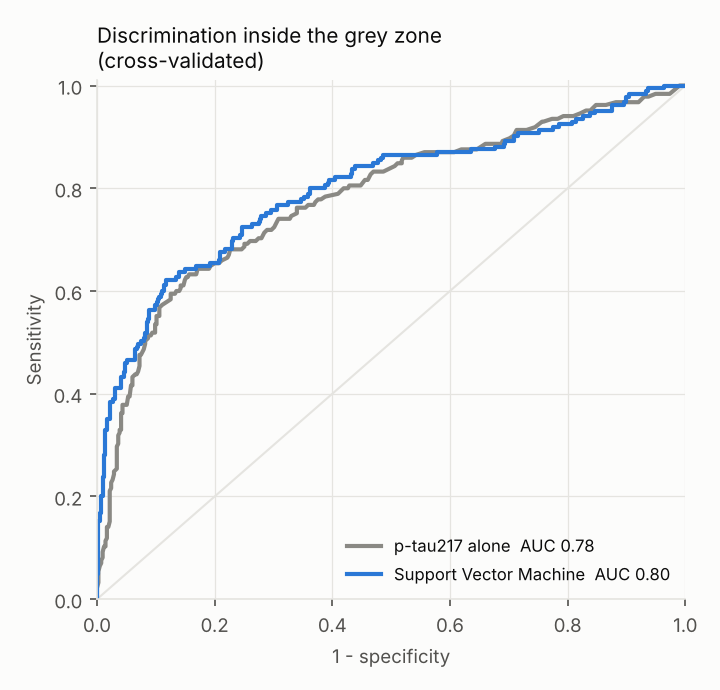 Discrimination inside the grey zone
(cross-validated)
1.0
0.8
0.6
0.4
0.2
0.0
Sensitivity
p-tau217 alone AUC 0.78
Support Vector Machine AUC 0.80
0.0 0.2 0.4 0.6 0.8 1.0
1 - specificity